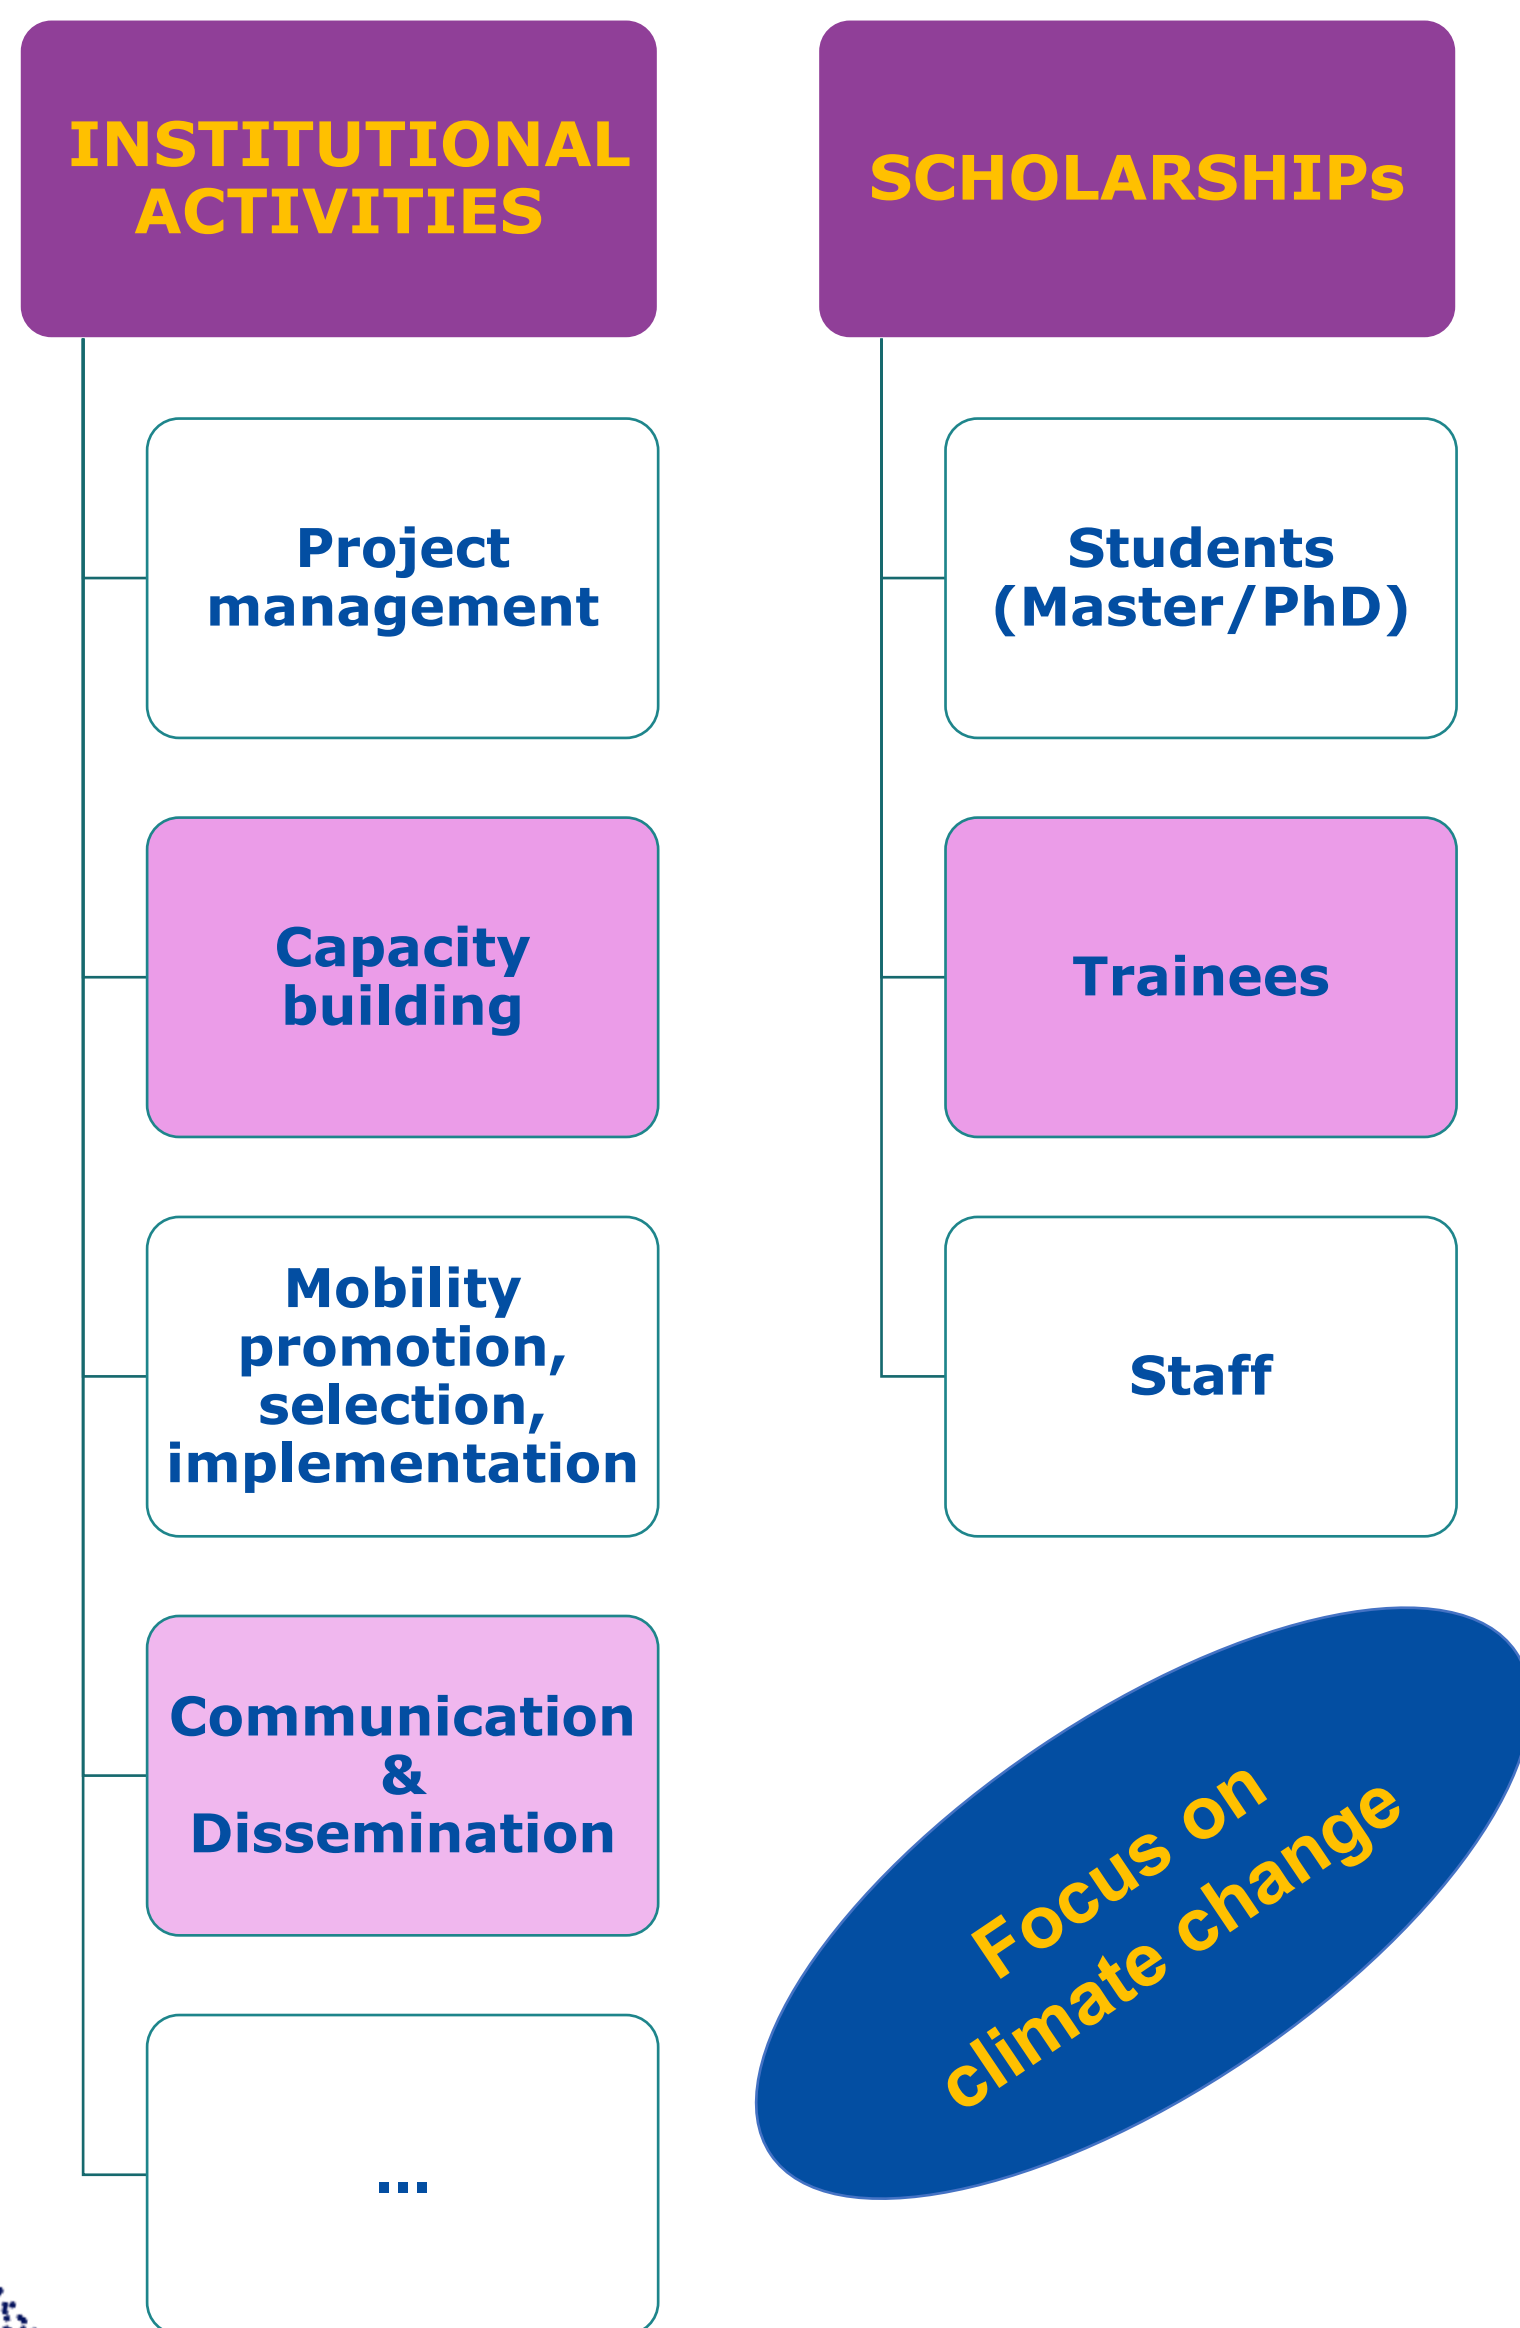 INSTITUTIONAL
ACTIVITIES
Project
management
Capacity
building
Mobility
promotion,
selection,
implementation
Communication
&
Dissemination
...
SCHOLARSHIPs
Students
(Master/PhD)
Trainees
Staff
Focus on
climate change